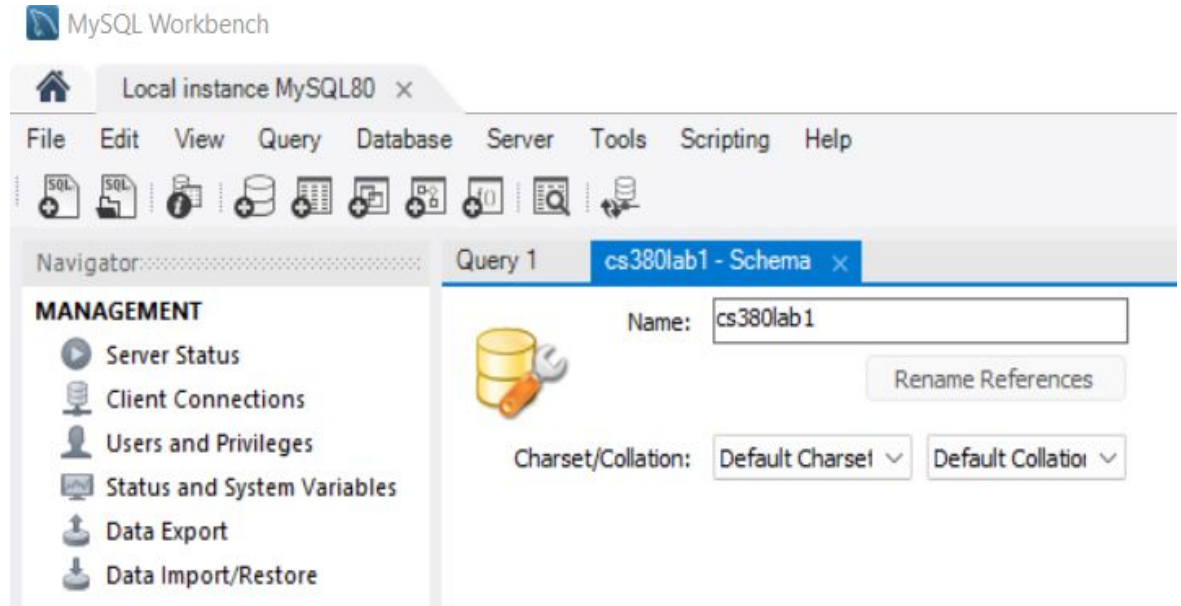 MySQL Workbench
Local instance MySQL80
File Edit View Query Database Server Tools Scripting Help
SQL SQL
Navigator Query 1 cs380lab1 - Schema
MANAGEMENT
Name: cs380lab1
Server Status
Rename References
Client Connections
Users and Privileges
Charset/Collation: Default Charset Default Collation
Status and System Variables
Data Export
Data Import/Restore